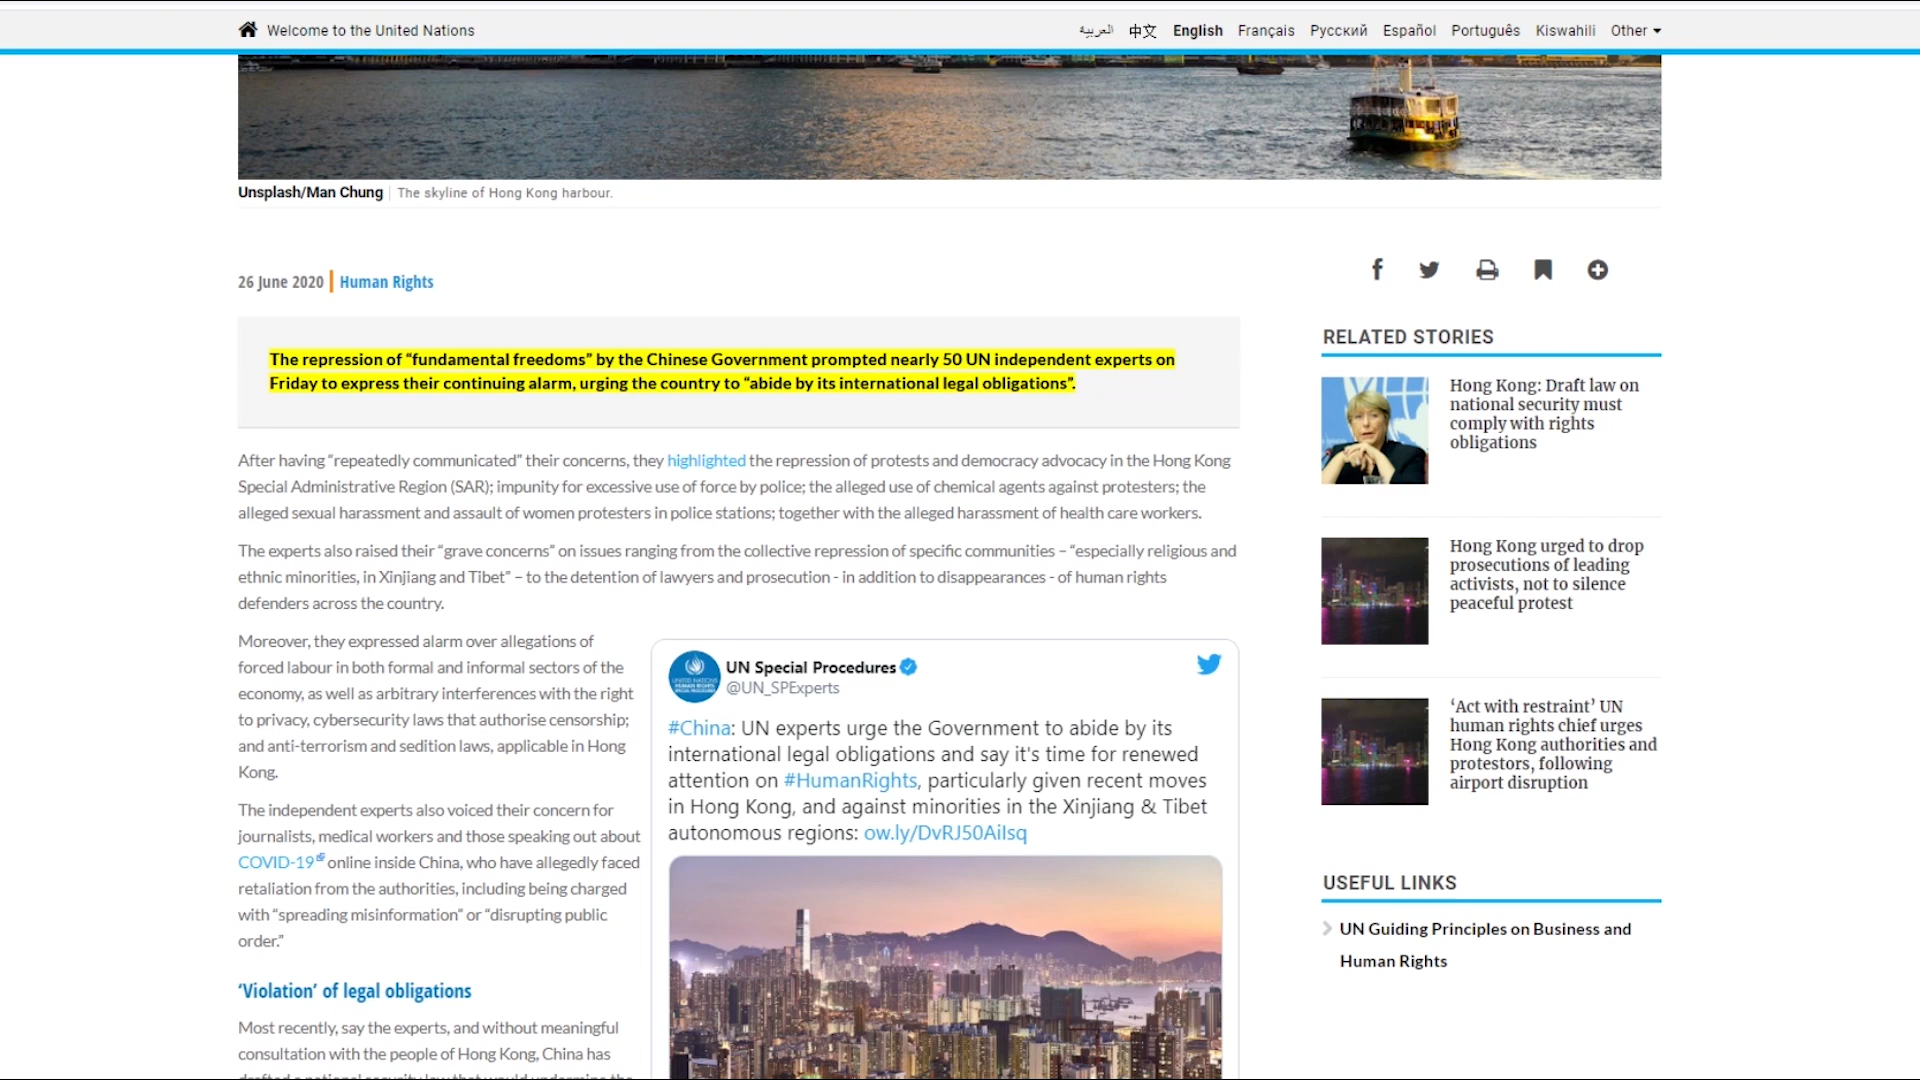 Welcome to the United Nations
العربية 中文 English Français Русский Español Português Kiswahili Other
Unsplash/Man Chung The skyline of Hong Kong harbour.
26 June 2020 Human Rights
The repression of “fundamental freedoms” by the Chinese Government prompted nearly 50 UN independent experts on
Friday to express their continuing alarm, urging the country to “abide by its international legal obligations”.
After having “repeatedly communicated” their concerns, they highlighted the repression of protests and democracy advocacy in the Hong Kong
Special Administrative Region (SAR); impunity for excessive use of force by police; the alleged use of chemical agents against protesters; the
alleged sexual harassment and assault of women protesters in police stations; together with the alleged harassment of health care workers.
The experts also raised their “grave concerns” on issues ranging from the collective repression of specific communities – “especially religious and
ethnic minorities, in Xinjiang and Tibet” – to the detention of lawyers and prosecution - in addition to disappearances - of human rights
defenders across the country.
Moreover, they expressed alarm over allegations of
forced labour in both formal and informal sectors of the
economy, as well as arbitrary interferences with the right
to privacy, cybersecurity laws that authorise censorship;
and anti-terrorism and sedition laws, applicable in Hong
Kong.
The independent experts also voiced their concern for
journalists, medical workers and those speaking out about
COVID-19 online inside China, who have allegedly faced
retaliation from the authorities, including being charged
with “spreading misinformation” or “disrupting public
order.”
‘Violation’ of legal obligations
Most recently, say the experts, and without meaningful
consultation with the people of Hong Kong, China has
drafted a national security law that would undermine the
UN Special Procedures
@UN_SPExperts
#China: UN experts urge the Government to abide by its
international legal obligations and say it's time for renewed
attention on #HumanRights, particularly given recent moves
in Hong Kong, and against minorities in the Xinjiang & Tibet
autonomous regions: ow.ly/DvRJ50AiIsq
RELATED STORIES
Hong Kong: Draft law on
national security must
comply with rights
obligations
Hong Kong urged to drop
prosecutions of leading
activists, not to silence
peaceful protest
‘Act with restraint’ UN
human rights chief urges
Hong Kong authorities and
protestors, following
airport disruption
USEFUL LINKS
UN Guiding Principles on Business and
Human Rights